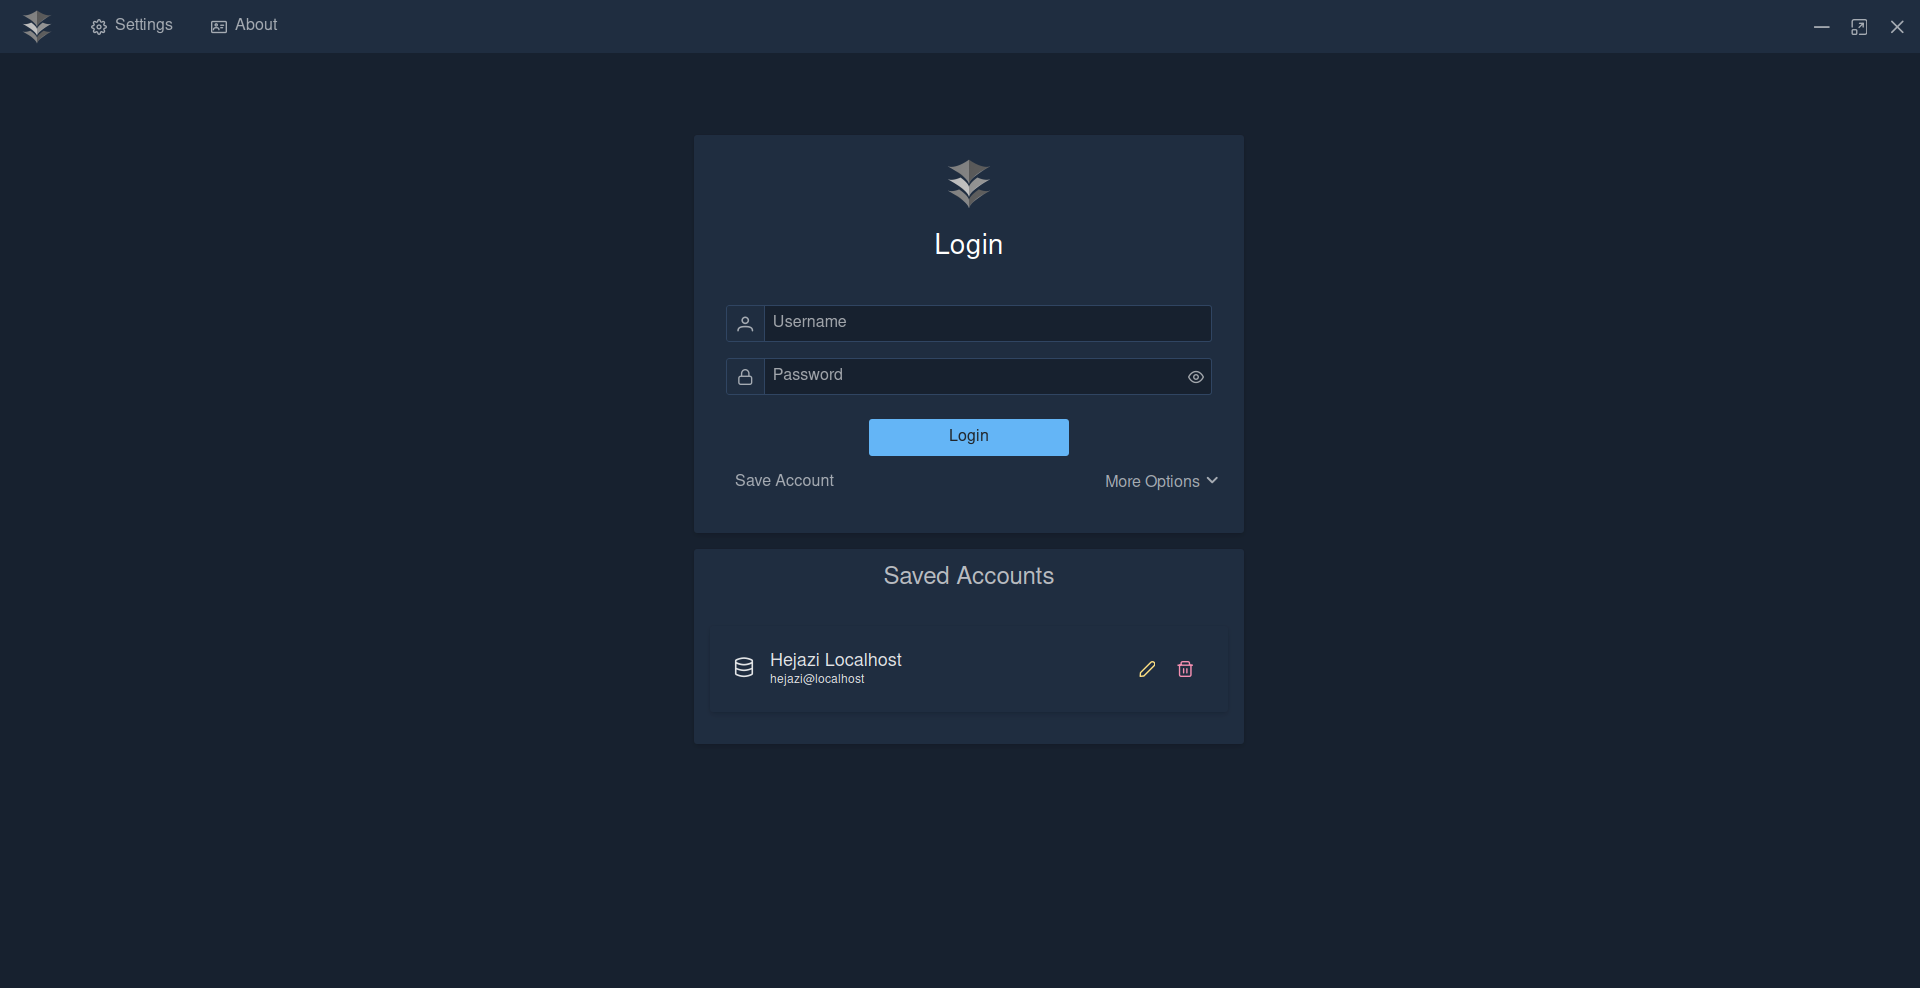 Settings
About
Login
Username
Password
Login
Save Account
More Options
Saved Accounts
Hejazi Localhost
hejazi@localhost